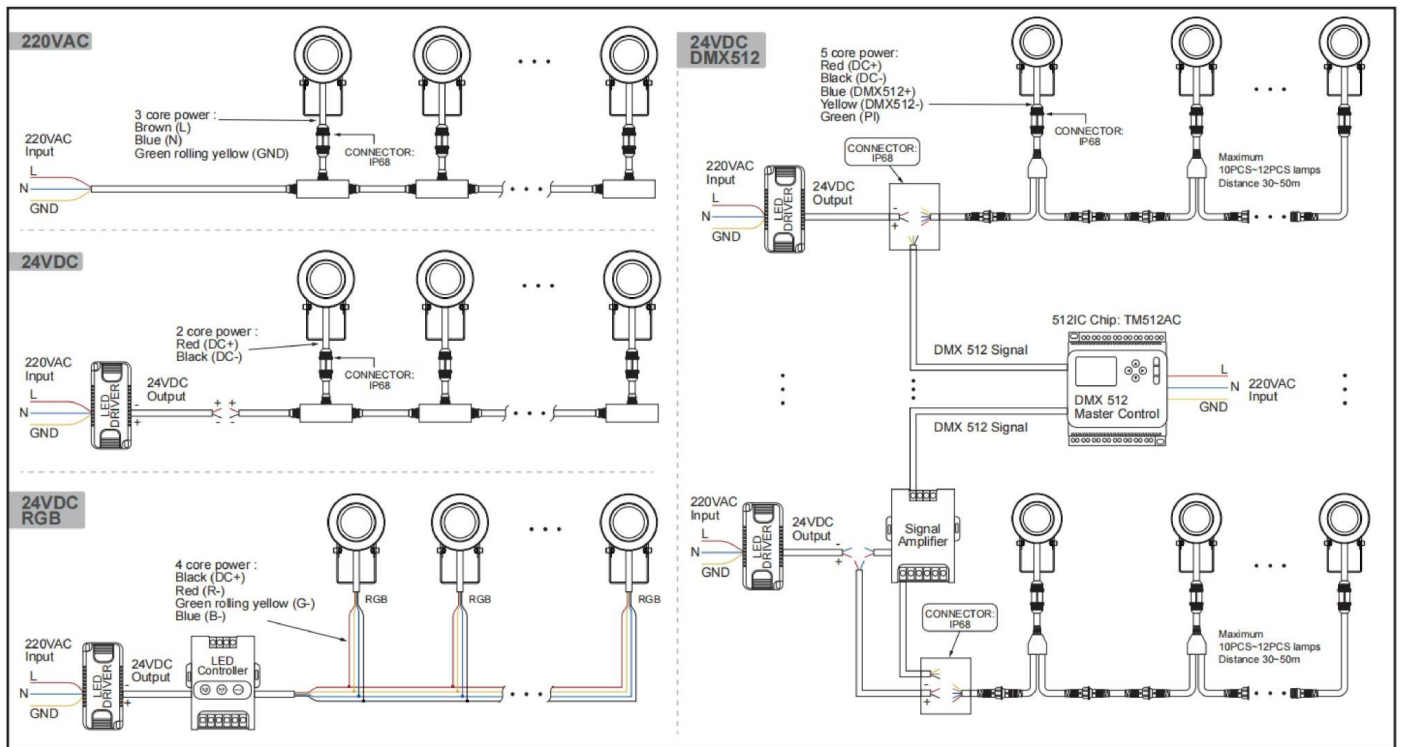 220VAC
3 core power :
Brown (L)
Blue (N)
Green rolling yellow (GND)
CONNECTOR:
IP68
220VAC
Input
L
N
GND
24VDC
2 core power :
Red (DC+)
Black (DC-)
CONNECTOR:
IP68
220VAC
Input
L
N
GND
LED
DRIVER
-
+
24VDC
Output
+ +
- -
24VDC
RGB
4 core power :
Black (DC+)
Red (R-)
Green rolling yellow (G-)
Blue (B-)
RGB
RGB
RGB
220VAC
Input
L
N
GND
LED
DRIVER
-
+
24VDC
Output
LED
Controller
24VDC
DMX512
5 core power:
Red (DC+)
Black (DC-)
Blue (DMX512+)
Yellow (DMX512-)
Green (PI)
CONNECTOR:
IP68
CONNECTOR:
IP68
220VAC
Input
L
N
GND
LED
DRIVER
24VDC
Output
-
+
Maximum
10PCS~12PCS lamps
Distance 30~50m
512IC Chip: TM512AC
DMX 512 Signal
DMX 512
Master Control
L
N
GND
220VAC
Input
DMX 512 Signal
220VAC
Input
L
N
GND
LED
DRIVER
24VDC
Output
-
+
Signal
Amplifier
CONNECTOR:
IP68
-
+
Maximum
10PCS~12PCS lamps
Distance 30~50m